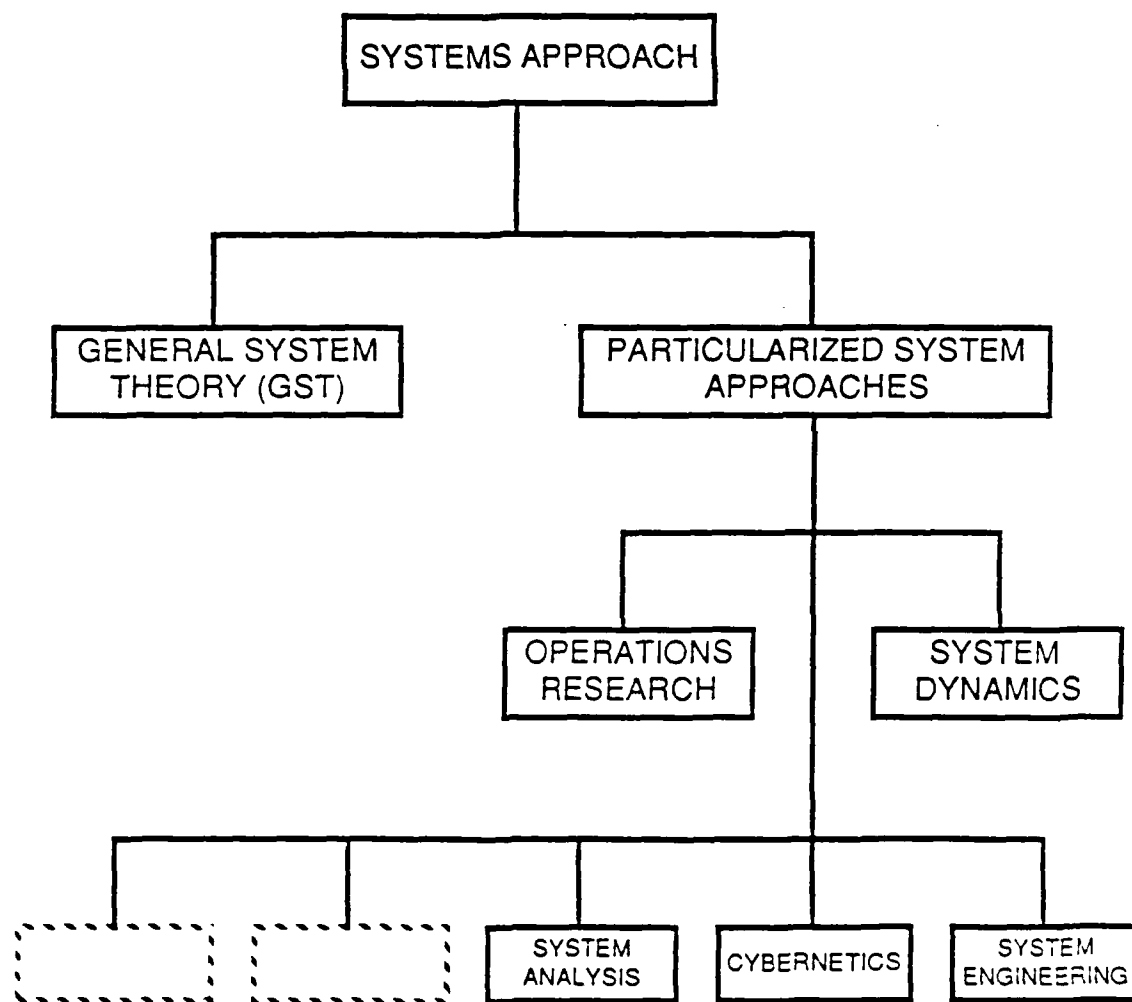 SYSTEMS APPROACH
GENERAL SYSTEM
THEORY (GST)
PARTICULARIZED SYSTEM
APPROACHES
OPERATIONS
RESEARCH
SYSTEM
DYNAMICS
SYSTEM
ANALYSIS
CYBERNETICS
SYSTEM
ENGINEERING